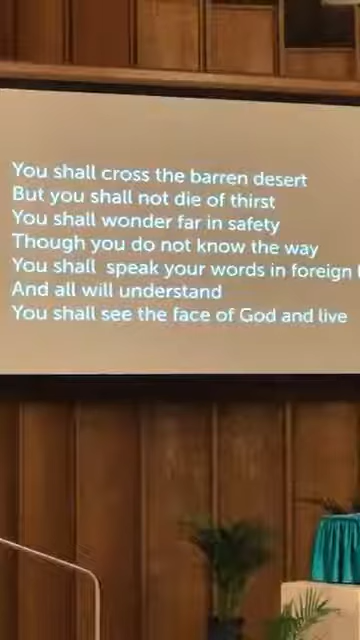 You shall cross the barren desert
But you shall not die of thirst
You shall wonder far in safety
Though you do not know the way
You shall  speak your words in foreign
And all will understand
You shall see the face of God and live